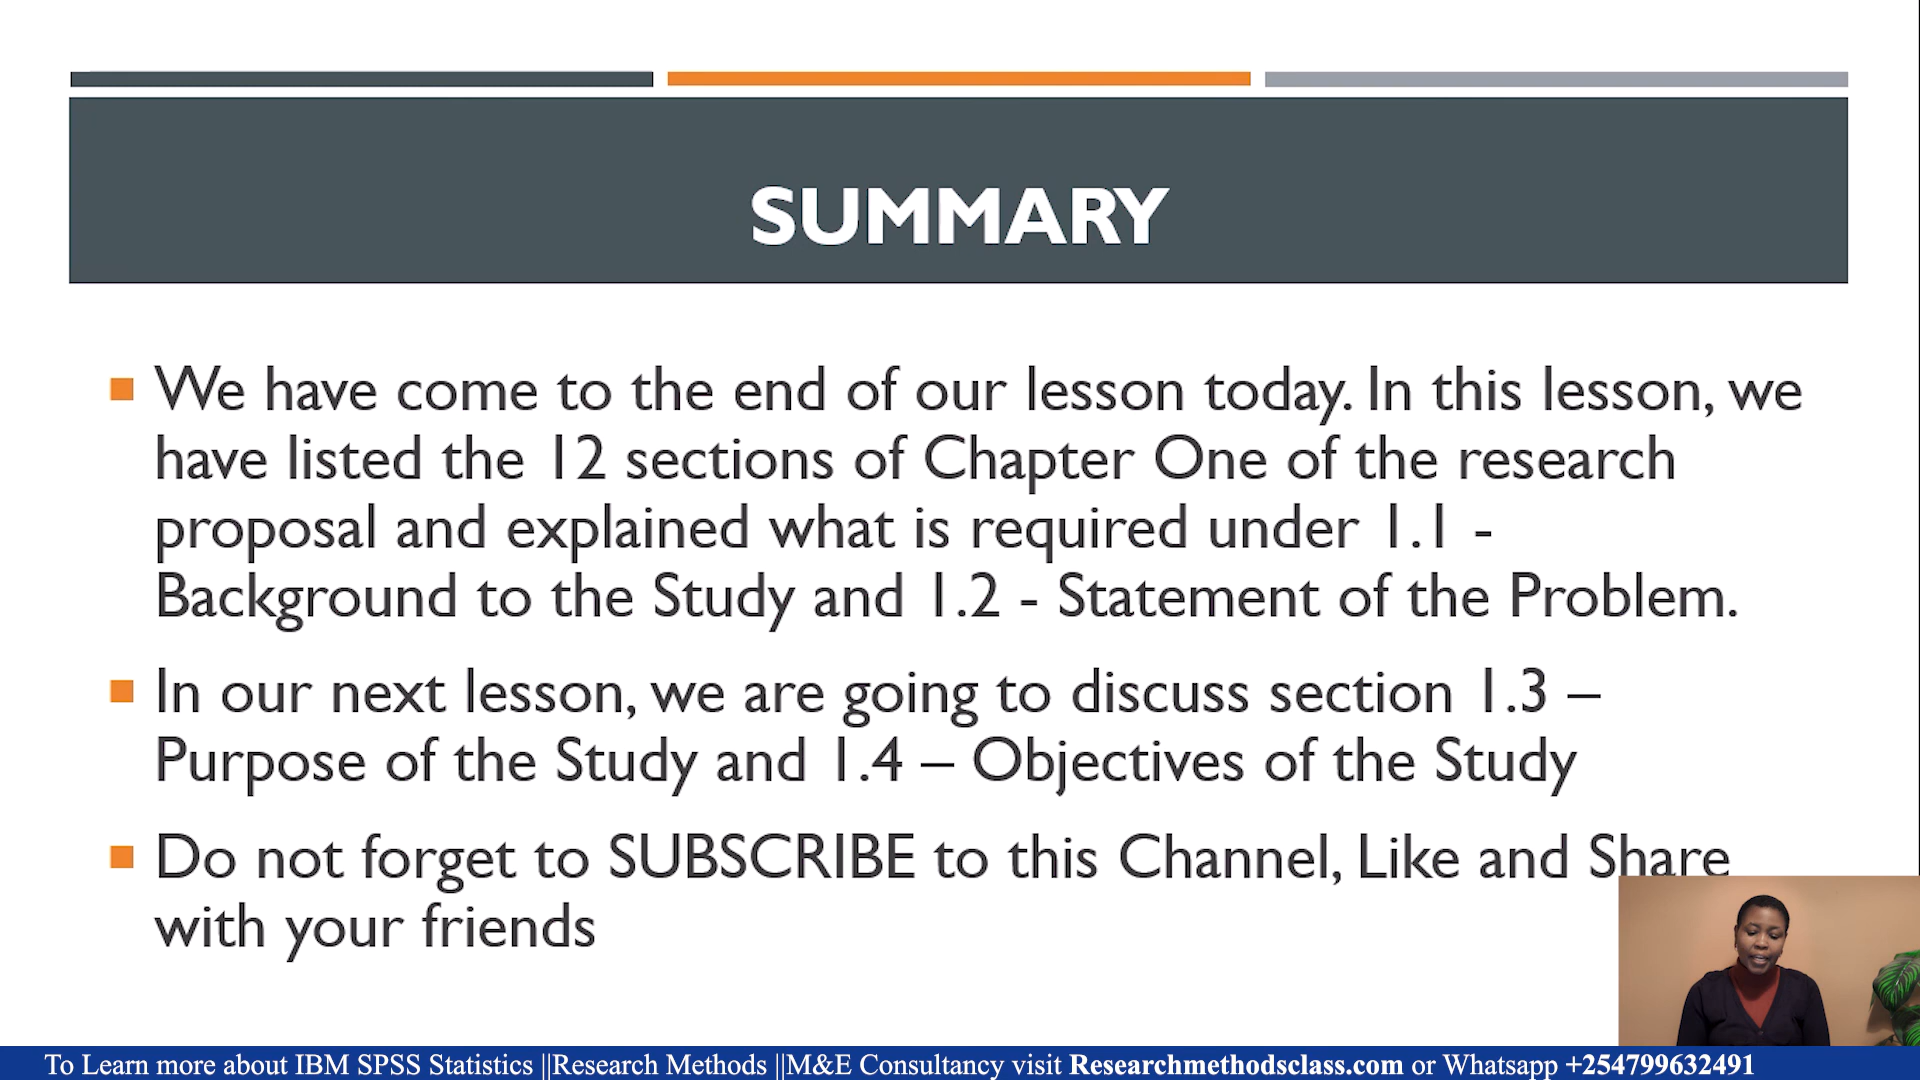 SUMMARY
We have come to the end of our lesson today. In this lesson, we
have listed the 12 sections of Chapter One of the research
proposal and explained what is required under 1.1 -
Background to the Study and 1.2 - Statement of the Problem.
In our next lesson, we are going to discuss section 1.3 –
Purpose of the Study and 1.4 – Objectives of the Study
Do not forget to SUBSCRIBE to this Channel, Like and Share
with your friends
To Learn more about IBM SPSS Statistics ||Research Methods ||M&E Consultancy visit Researchmethodsclass.com or Whatsapp +254799632491